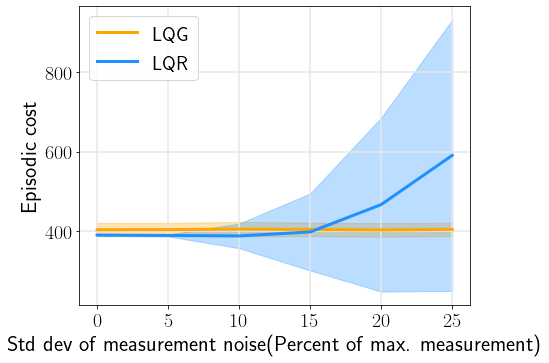 LQG
LQR
Episodic cost
800
600
400
0 5 10 15 20 25
Std dev of measurement noise(Percent of max. measurement)